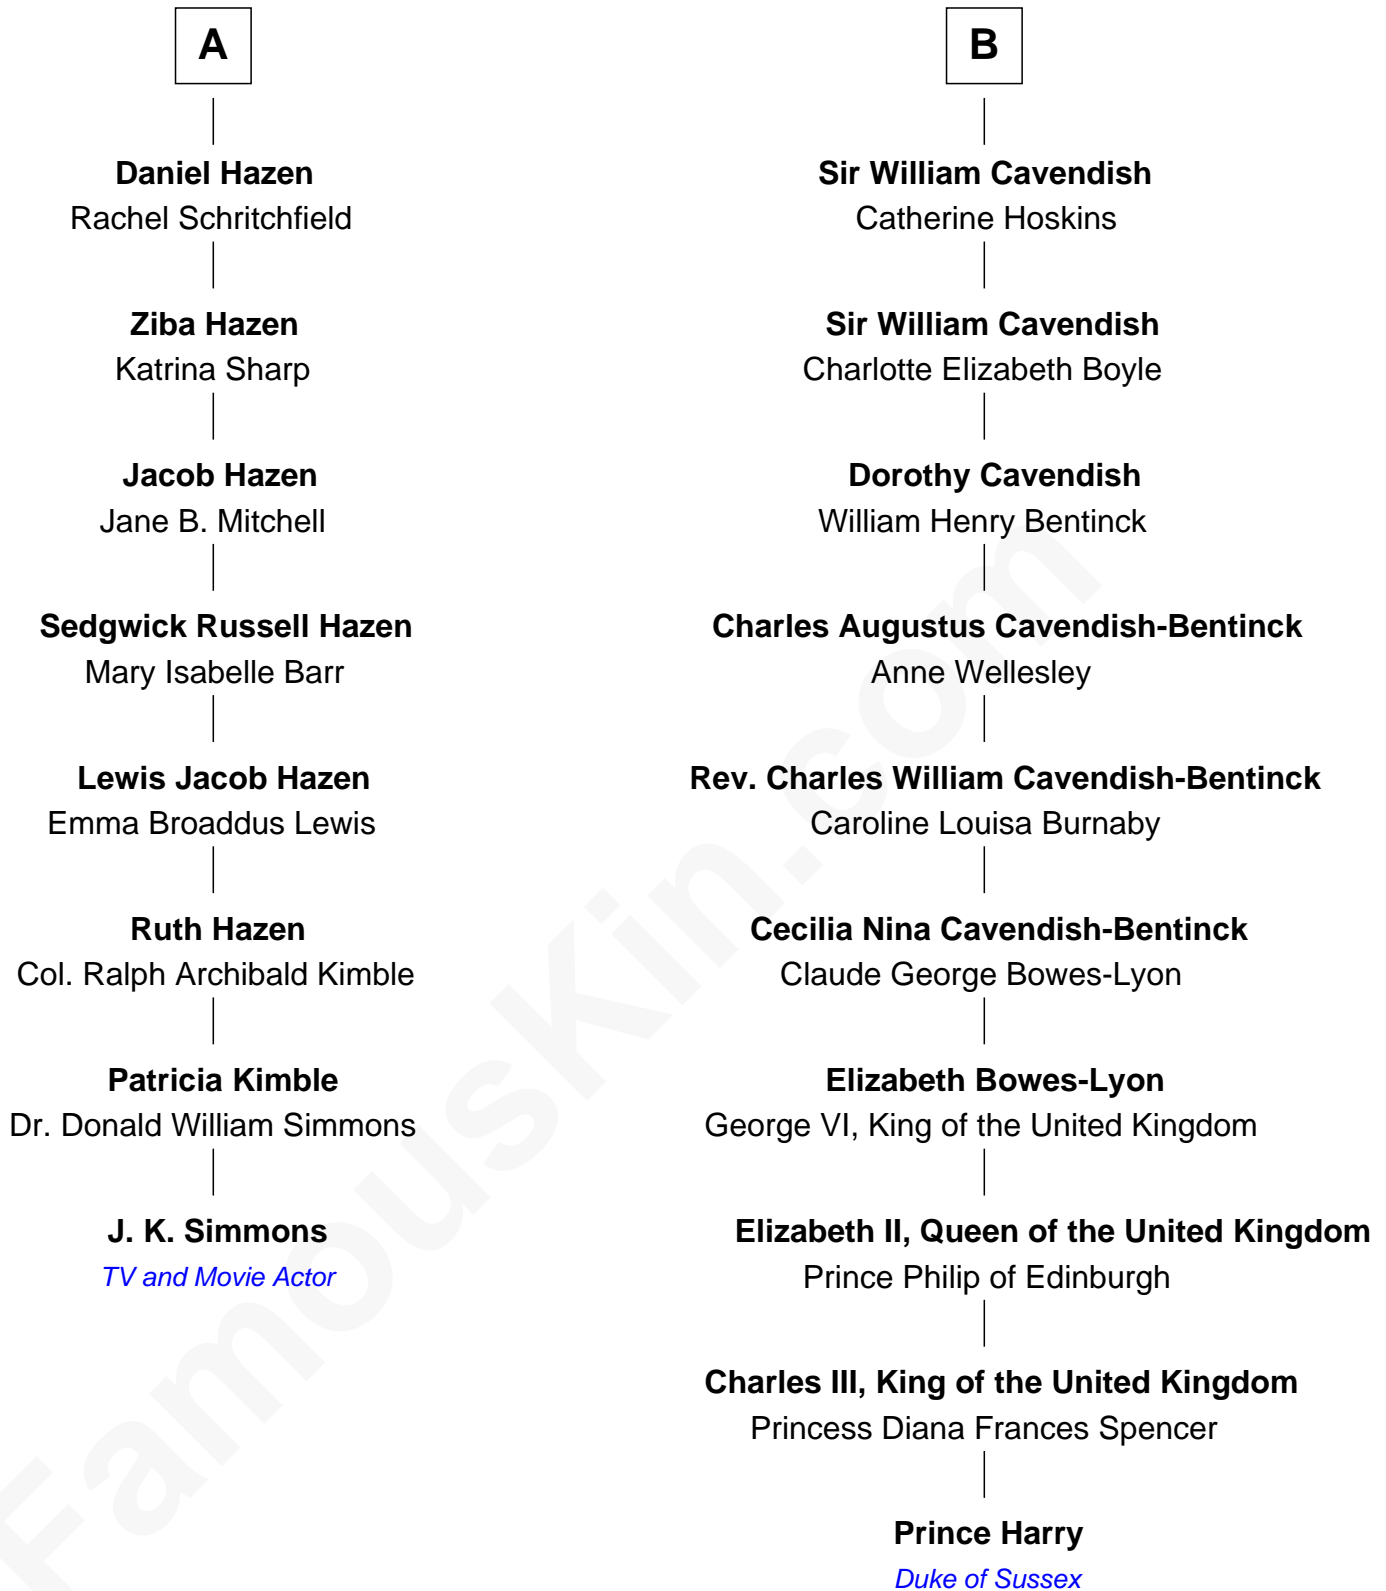 A
Daniel Hazen
Rachel Schritchfield
Ziba Hazen
Katrina Sharp
Jacob Hazen
Jane B. Mitchell
Sedgwick Russell Hazen
Mary Isabelle Barr
Lewis Jacob Hazen
Emma Broaddus Lewis
Ruth Hazen
Col. Ralph Archibald Kimble
Patricia Kimble
Dr. Donald William Simmons
J. K. Simmons
TV and Movie Actor
B
Sir William Cavendish
Catherine Hoskins
Sir William Cavendish
Charlotte Elizabeth Boyle
Dorothy Cavendish
William Henry Bentinck
Charles Augustus Cavendish-Bentinck
Anne Wellesley
Rev. Charles William Cavendish-Bentinck
Caroline Louisa Burnaby
Cecilia Nina Cavendish-Bentinck
Claude George Bowes-Lyon
Elizabeth Bowes-Lyon
George VI, King of the United Kingdom
Elizabeth II, Queen of the United Kingdom
Prince Philip of Edinburgh
Charles III, King of the United Kingdom
Princess Diana Frances Spencer
Prince Harry
Duke of Sussex
FamousKin.com